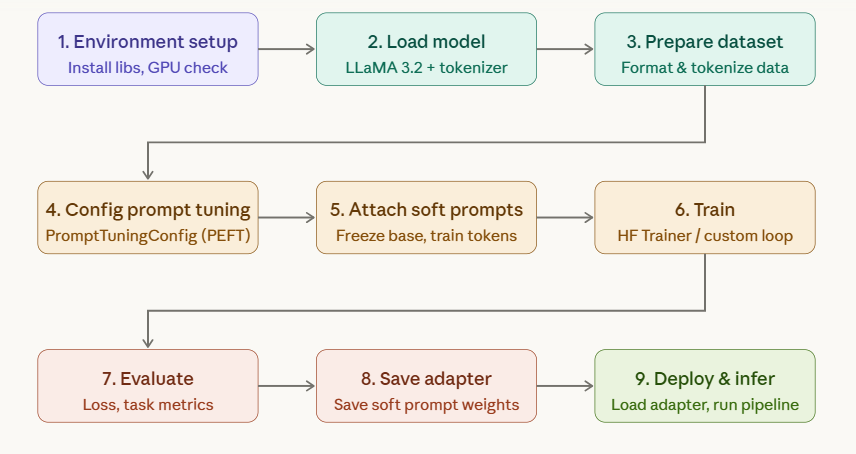 1. Environment setup
Install libs, GPU check
2. Load model
LLaMA 3.2 + tokenizer
3. Prepare dataset
Format & tokenize data
4. Config prompt tuning
PromptTuningConfig (PEFT)
5. Attach soft prompts
Freeze base, train tokens
6. Train
HF Trainer / custom loop
7. Evaluate
Loss, task metrics
8. Save adapter
Save soft prompt weights
9. Deploy & infer
Load adapter, run pipeline